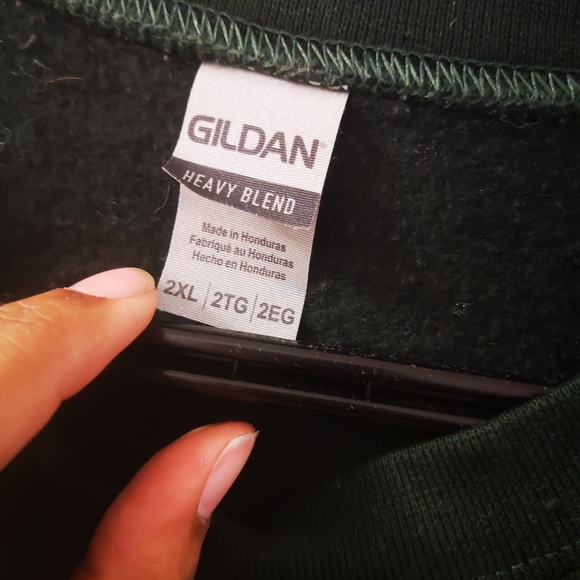 GILDAN
HEAVY BLEND
Made in Honduras
Fabriqué au Honduras
Hecho en Honduras
2XL | 2TG | 2EG